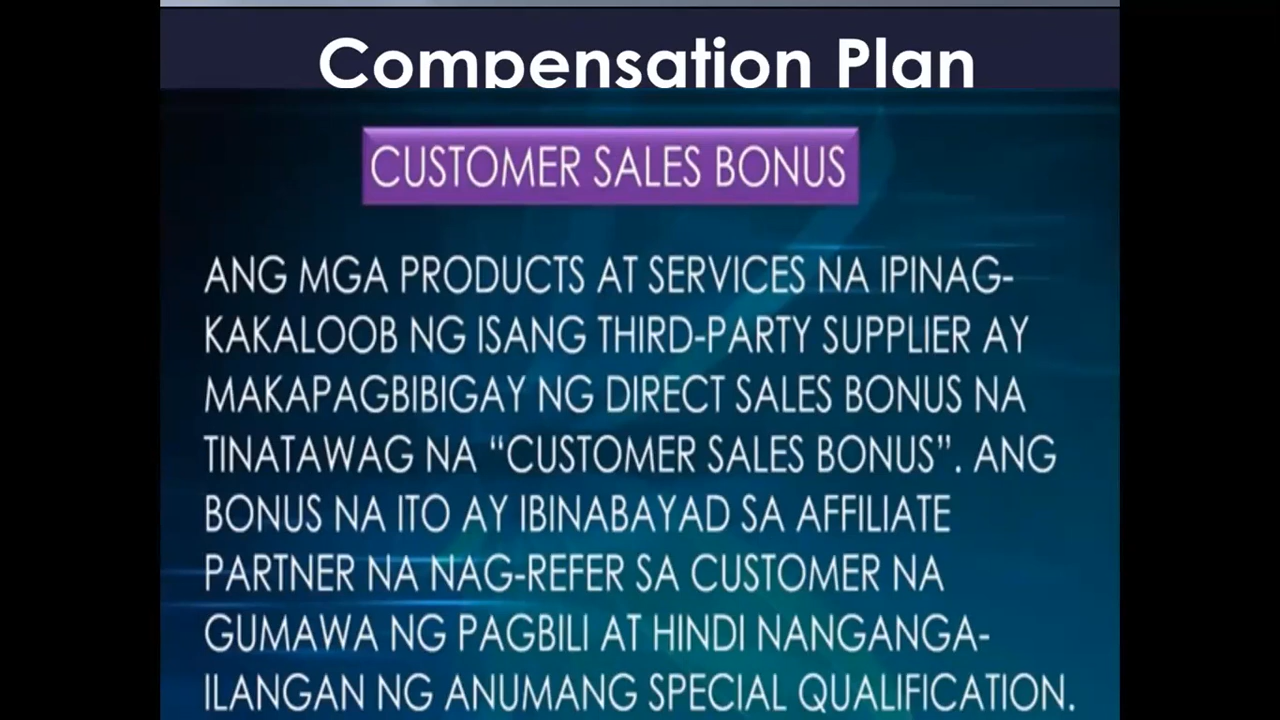 Compensation Plan
CUSTOMER SALES BONUS
ANG MGA PRODUCTS AT SERVICES NA IPINAG-
KAKALOOB NG ISANG THIRD-PARTY SUPPLIER AY
MAKAPAGBIBIGAY NG DIRECT SALES BONUS NA
TINATAWAG NA “CUSTOMER SALES BONUS”. ANG
BONUS NA ITO AY IBINABAYAD SA AFFILIATE
PARTNER NA NAG-REFER SA CUSTOMER NA
GUMAWA NG PAGBILI AT HINDI NANGANGA-
ILANGAN NG ANUMANG SPECIAL QUALIFICATION.